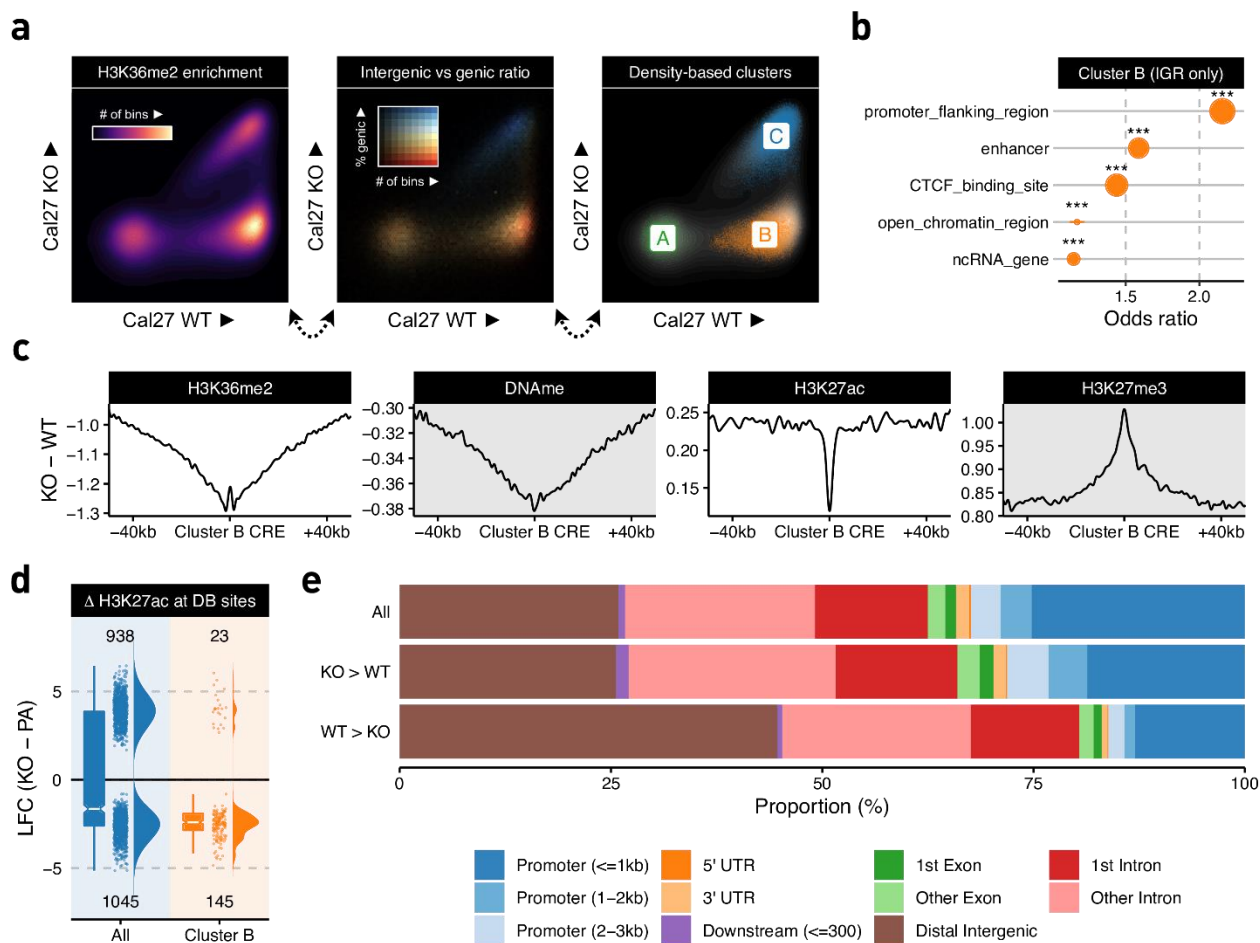 a
H3K36me2 enrichment
Intergenic vs genic ratio
Density-based clusters
# of bins ►
% genic ►
# of bins ►
A
B
C
Cal27 KO ►
Cal27 KO ►
Cal27 KO ►
Cal27 WT ►
Cal27 WT ►
Cal27 WT ►
b
Cluster B (IGR only)
promoter_flanking_region
***
enhancer
***
CTCF_binding_site
***
open_chromatin_region
***
ncRNA_gene
***
1.5 2.0
Odds ratio
c
H3K36me2
KO − WT
−1.0
−1.1
−1.2
−1.3
−40kb Cluster B CRE +40kb
DNAme
−0.30
−0.32
−0.34
−0.36
−0.38
−40kb Cluster B CRE +40kb
H3K27ac
0.25
0.20
0.15
−40kb Cluster B CRE +40kb
H3K27me3
1.00
0.95
0.90
0.85
0.80
−40kb Cluster B CRE +40kb
d
Δ H3K27ac at DB sites
LFC (KO − PA)
938 23
5
0
−5
1045 145
All Cluster B
e
All
KO > WT
WT > KO
0 25 50 75 100
Proportion (%)
Promoter (<=1kb)
Promoter (1−2kb)
Promoter (2−3kb)
5' UTR
3' UTR
Downstream (<=300)
1st Exon
Other Exon
Distal Intergenic
1st Intron
Other Intron